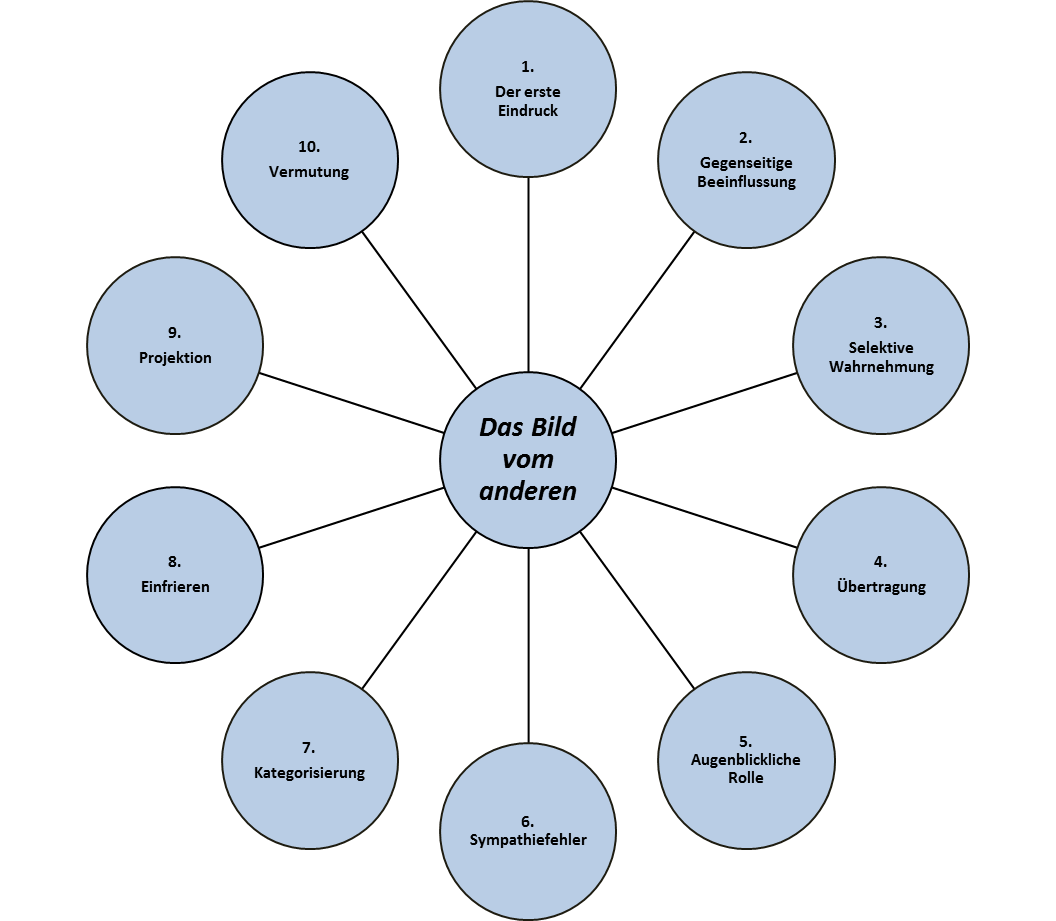 1.
Der erste
Eindruck
2.
Gegenseitige
Beeinflussung
3.
Selektive
Wahrnehmung
4.
Übertragung
5.
Augenblickliche
Rolle
6.
Sympathiefehler
7.
Kategorisierung
8.
Einfrieren
9.
Projektion
10.
Vermutung
Das Bild
vom
anderen